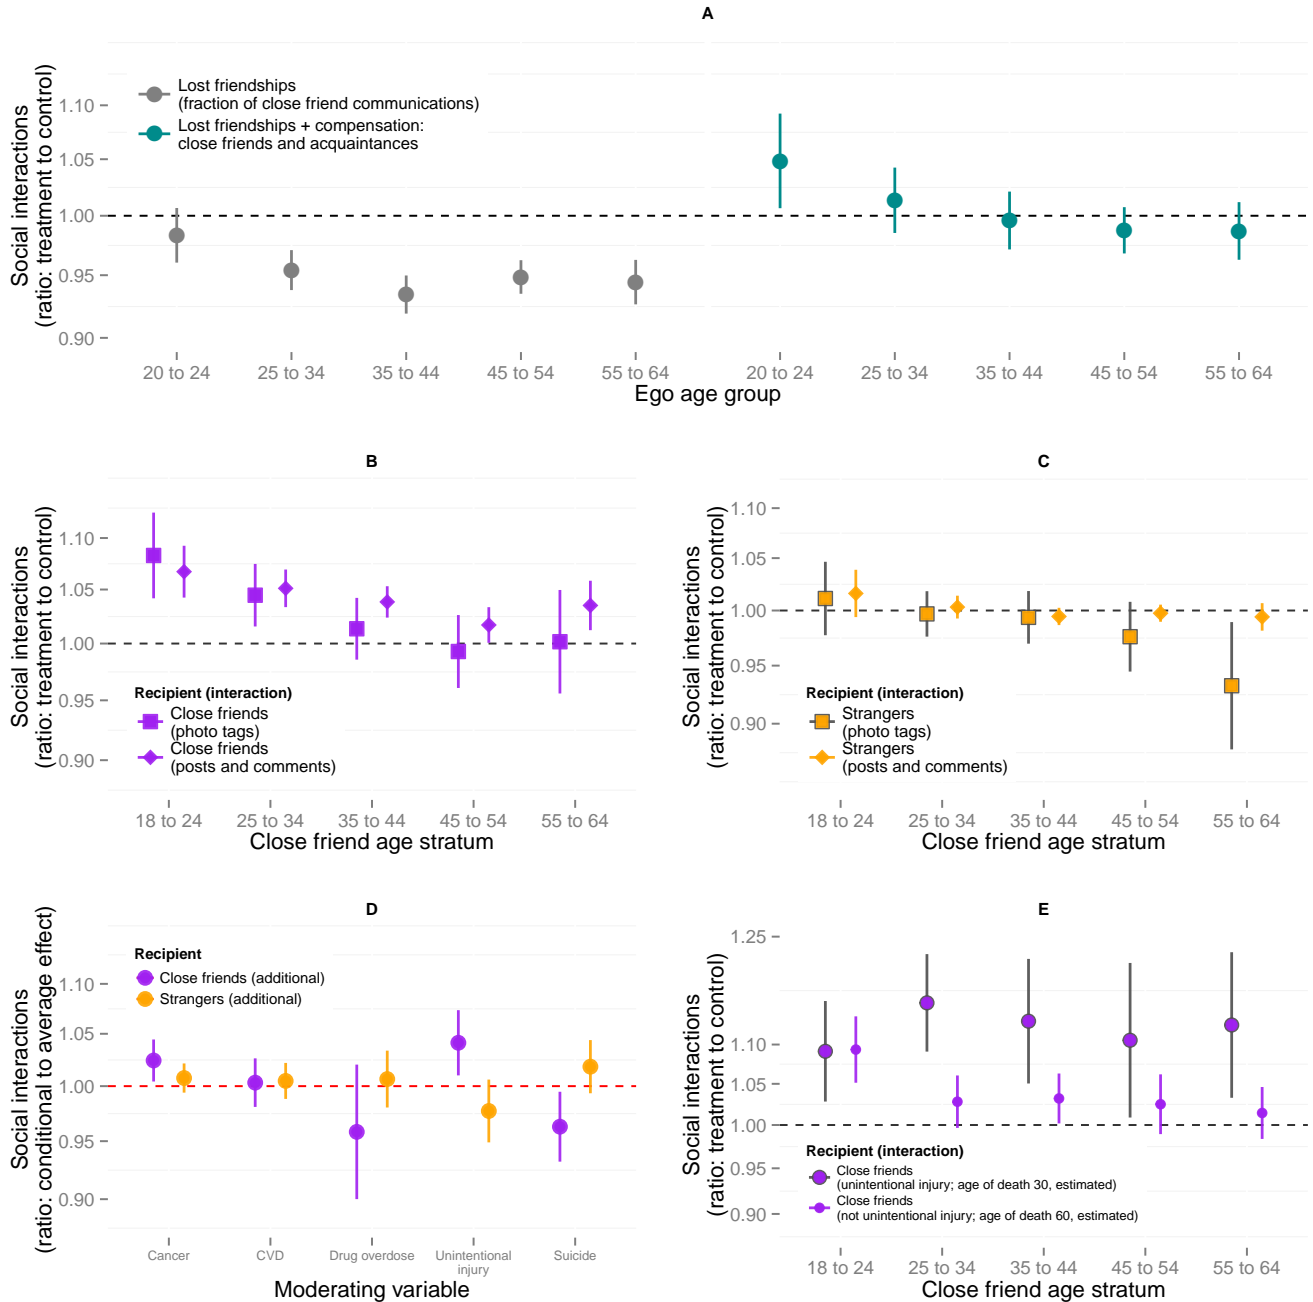 A
Social interactions
(ratio: treatment to control)
1.10
1.05
1.00
0.95
0.90
Lost friendships
(fraction of close friend communications)
Lost friendships + compensation:
close friends and acquaintances
20 to 24
25 to 34
35 to 44
45 to 54
55 to 64
20 to 24
25 to 34
35 to 44
45 to 54
55 to 64
Ego age group
B
Social interactions
(ratio: treatment to control)
1.10
1.05
1.00
0.95
0.90
Recipient (interaction)
Close friends
(photo tags)
Close friends
(posts and comments)
18 to 24
25 to 34
35 to 44
45 to 54
55 to 64
Close friend age stratum
C
Social interactions
(ratio: treatment to control)
1.10
1.05
1.00
0.95
0.90
Recipient (interaction)
Strangers
(photo tags)
Strangers
(posts and comments)
18 to 24
25 to 34
35 to 44
45 to 54
55 to 64
Close friend age stratum
D
Social interactions
(ratio: conditional to average effect)
1.10
1.05
1.00
0.95
0.90
Recipient
Close friends (additional)
Strangers (additional)
Cancer
CVD
Drug overdose
Unintentional
injury
Suicide
Moderating variable
E
Social interactions
(ratio: treatment to control)
1.25
1.10
1.05
1.00
0.95
0.90
Recipient (interaction)
Close friends
(unintentional injury; age of death 30, estimated)
Close friends
(not unintentional injury; age of death 60, estimated)
18 to 24
25 to 34
35 to 44
45 to 54
55 to 64
Close friend age stratum